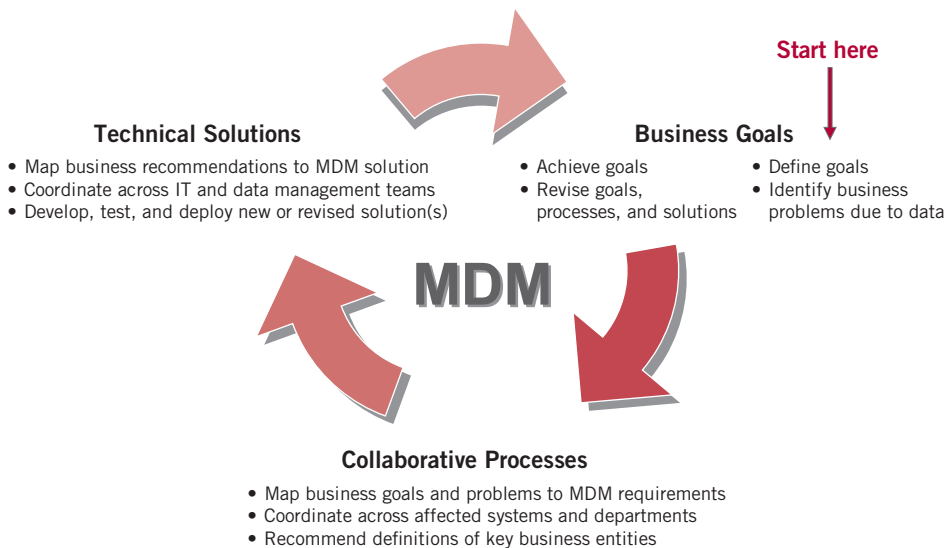 Start here
Technical Solutions
• Map business recommendations to MDM solution
• Coordinate across IT and data management teams
• Develop, test, and deploy new or revised solution(s)
Business Goals
• Achieve goals
• Revise goals,
processes, and solutions
• Define goals
• Identify business
problems due to data
MDM
Collaborative Processes
• Map business goals and problems to MDM requirements
• Coordinate across affected systems and departments
• Recommend definitions of key business entities